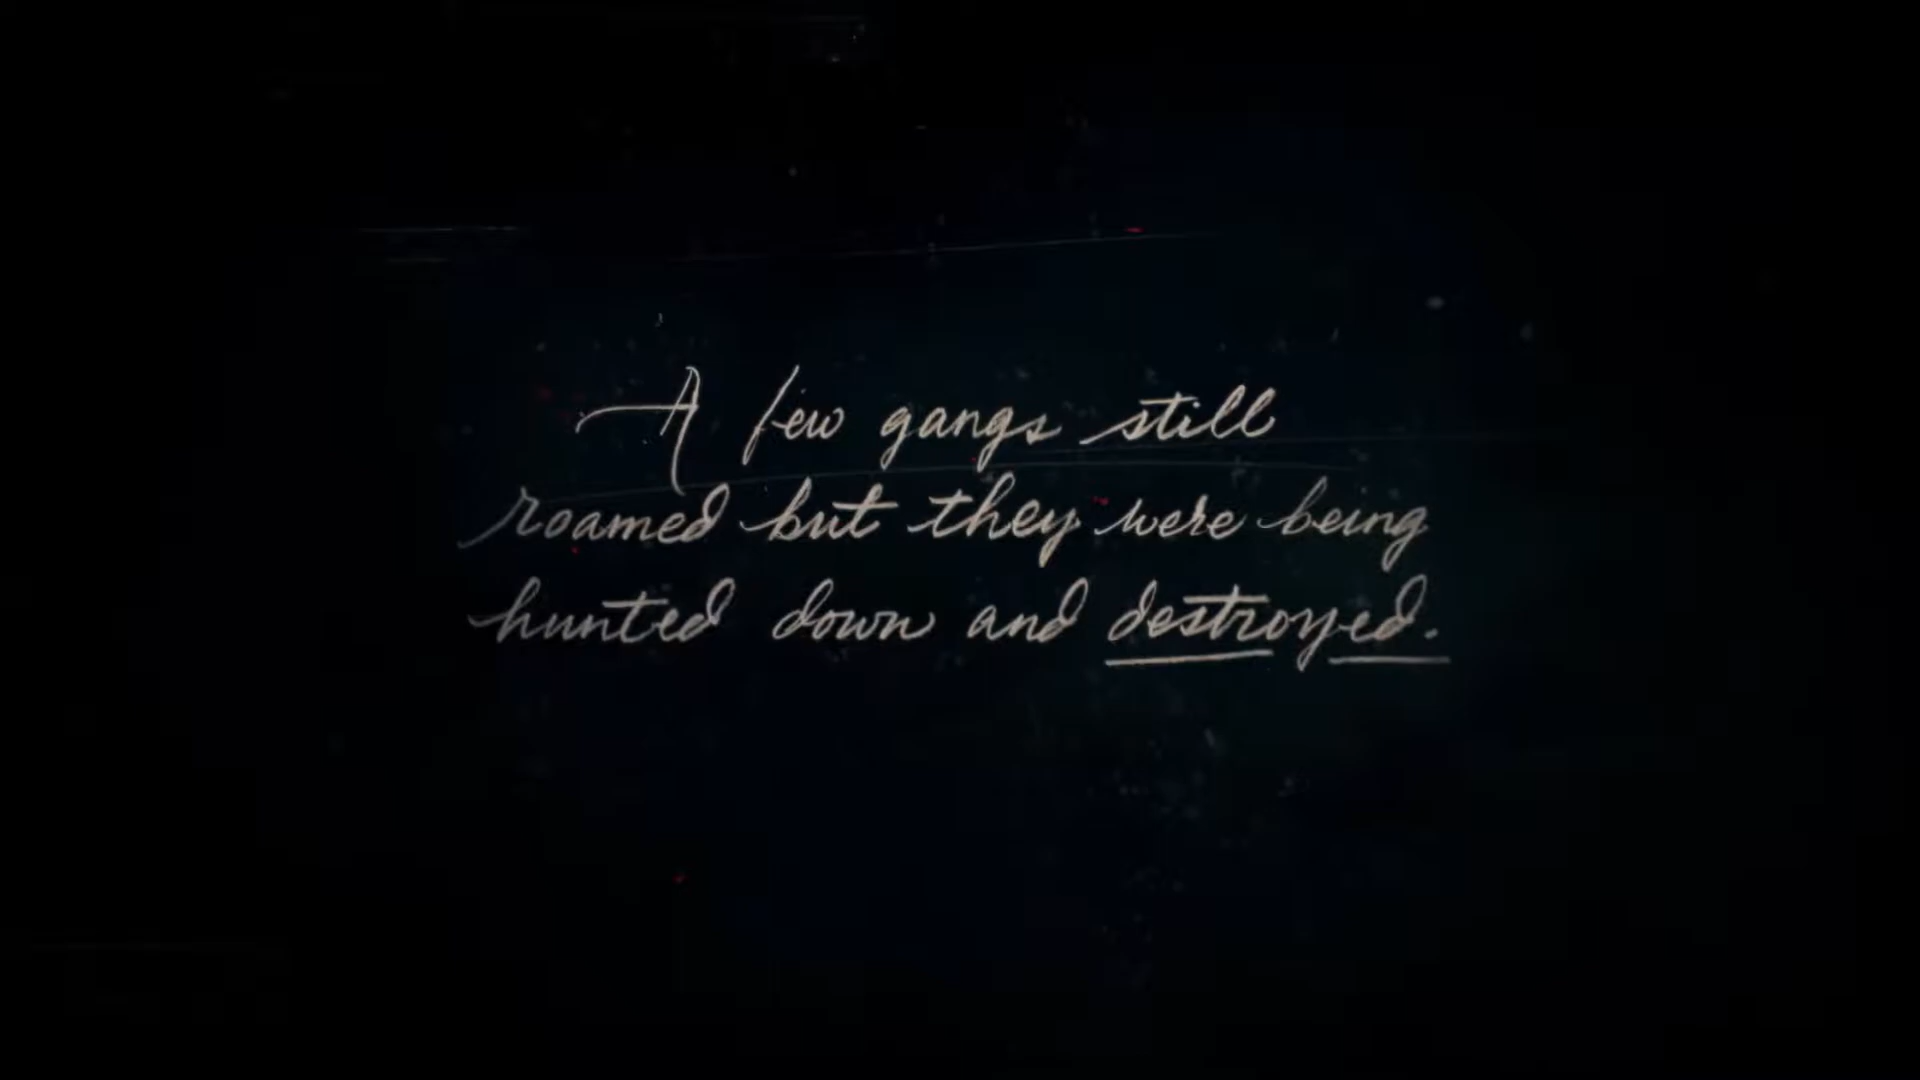 A few gangs still
roamed but they were being
hunted down and destroyed.